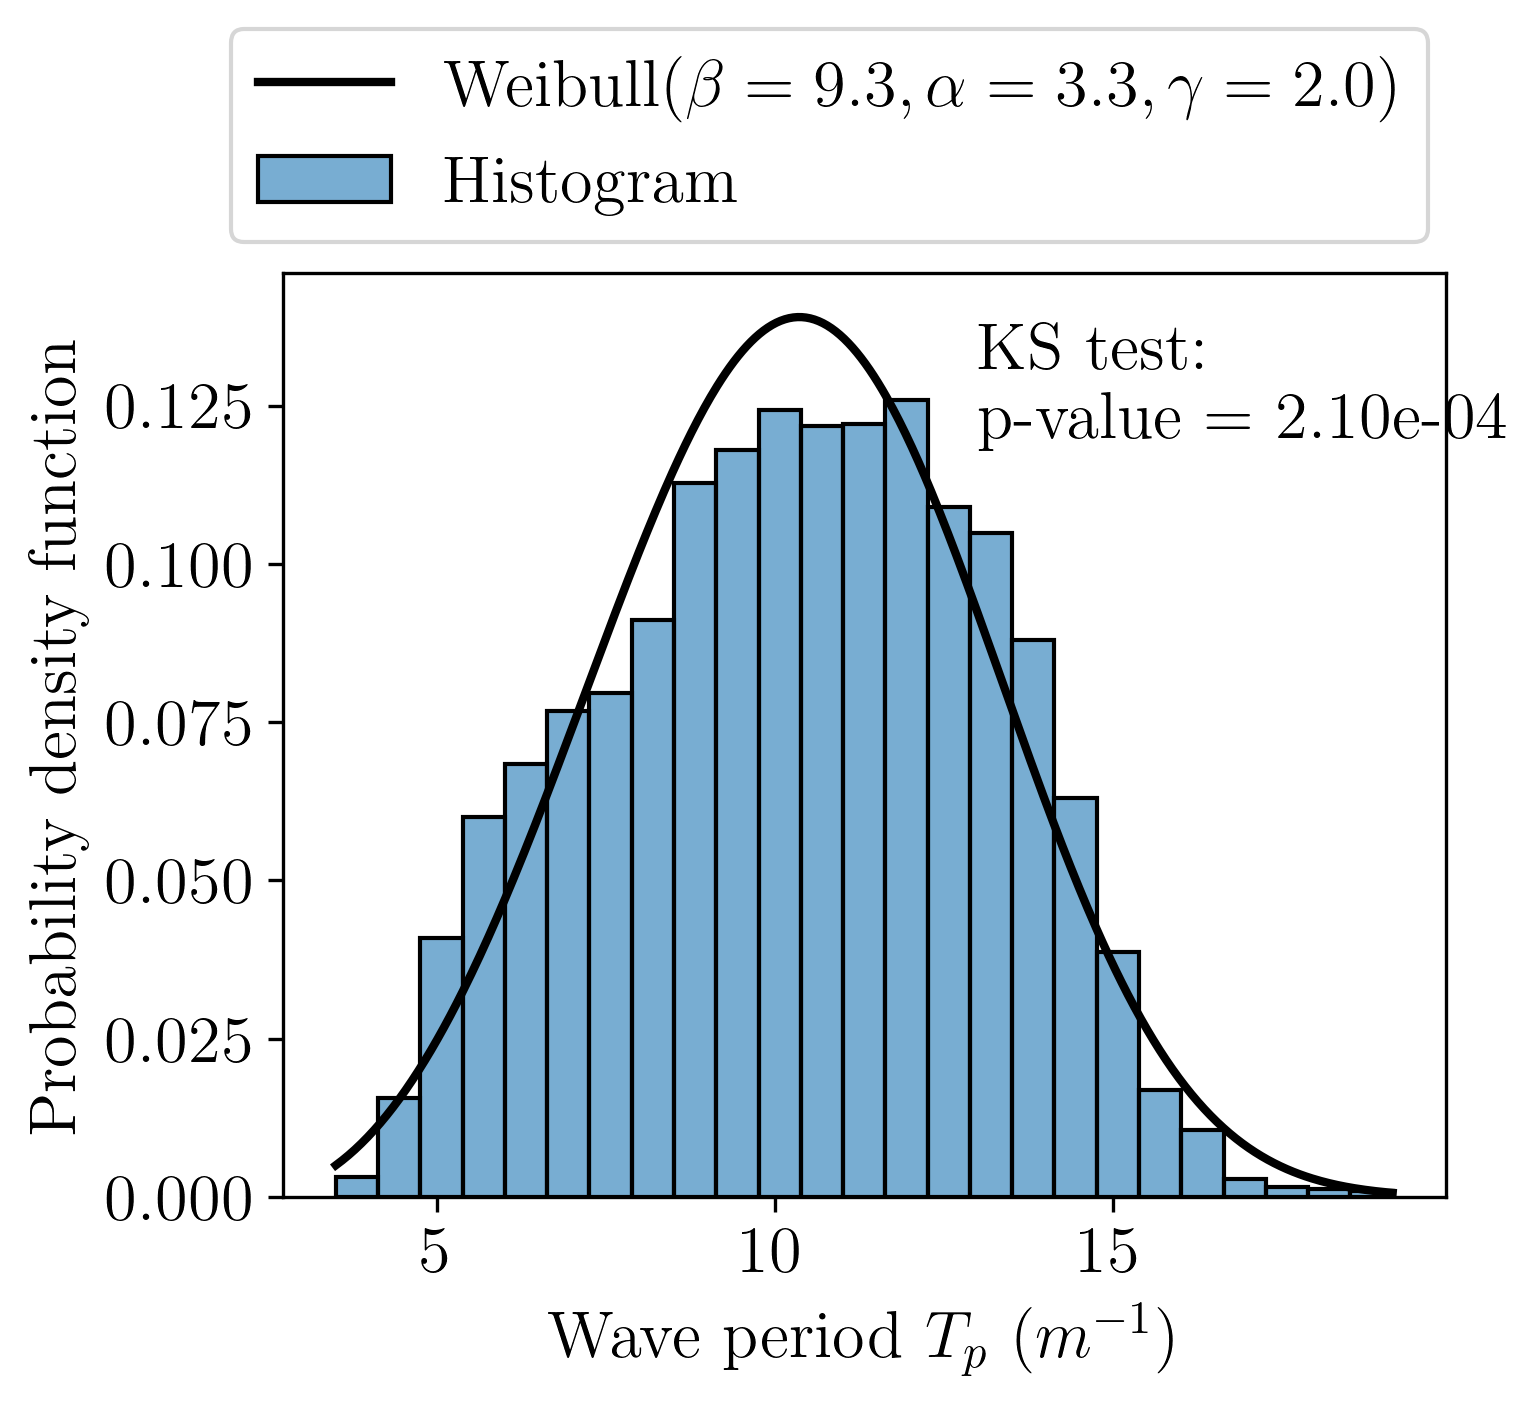 Weibull(β = 9.3, α = 3.3, γ = 2.0)
Histogram
KS test:
p-value = 2.10e-04
Probability density function
0.125
0.100
0.075
0.050
0.025
0.000
5 10 15
Wave period T_p (m^{-1})